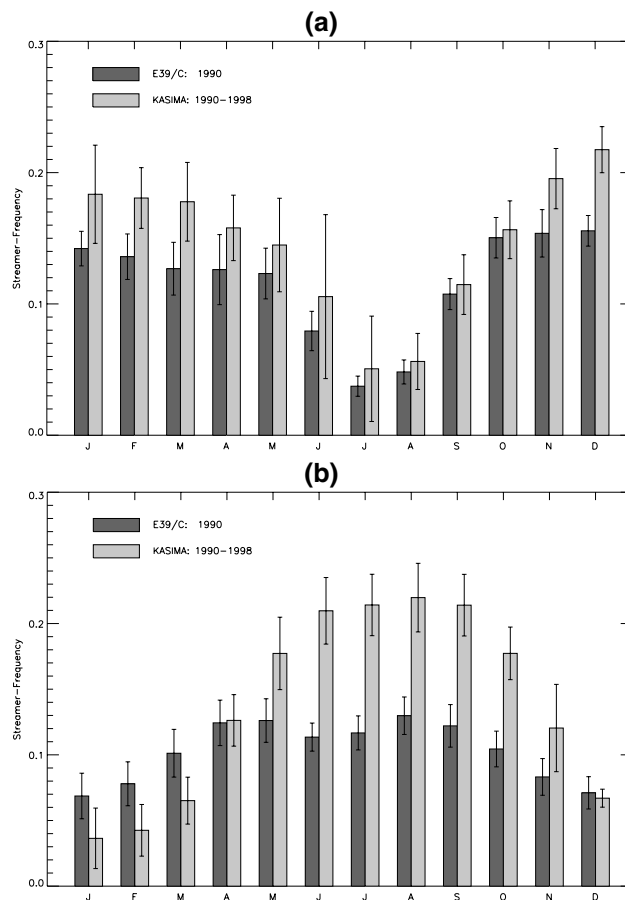 (a)
0.3
E39/C: 1990
KASIMA: 1990-1998
0.2
Streamer-Frequency
0.1
0.0
J F M A M J J A S O N D
(b)
0.3
E39/C: 1990
KASIMA: 1990-1998
0.2
Streamer-Frequency
0.1
0.0
J F M A M J J A S O N D